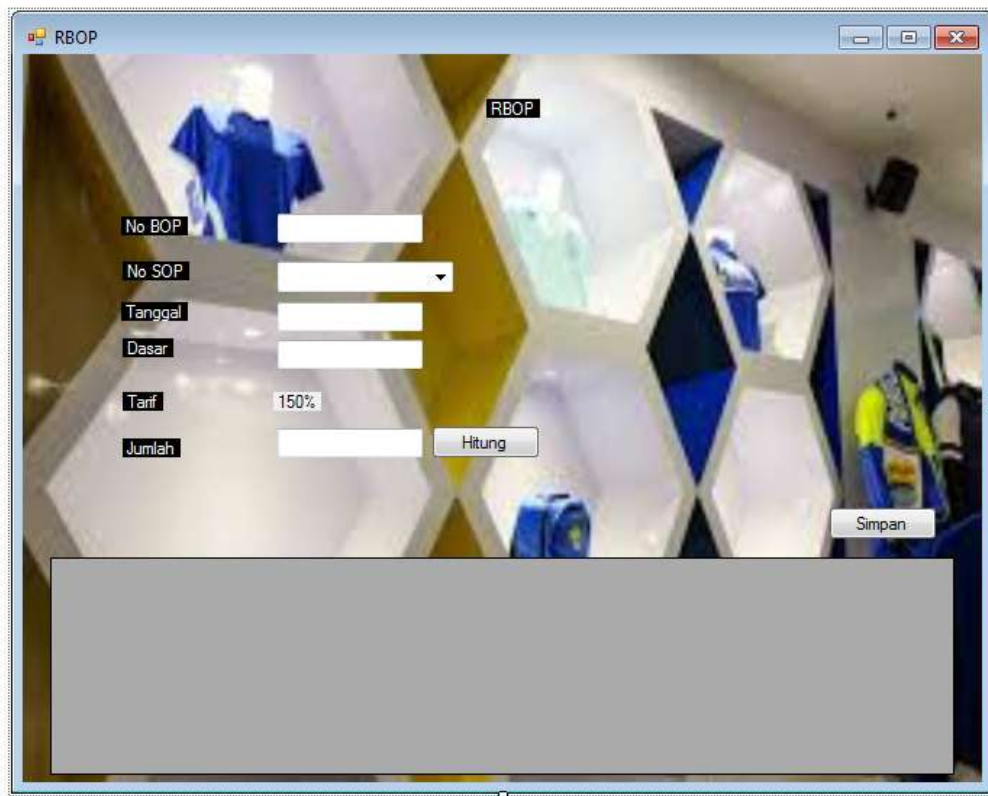 RBOP
RBOP
No BOP
No SOP
Tanggal
Dasar
Tarif 150%
Jumlah Hitung
Simpan